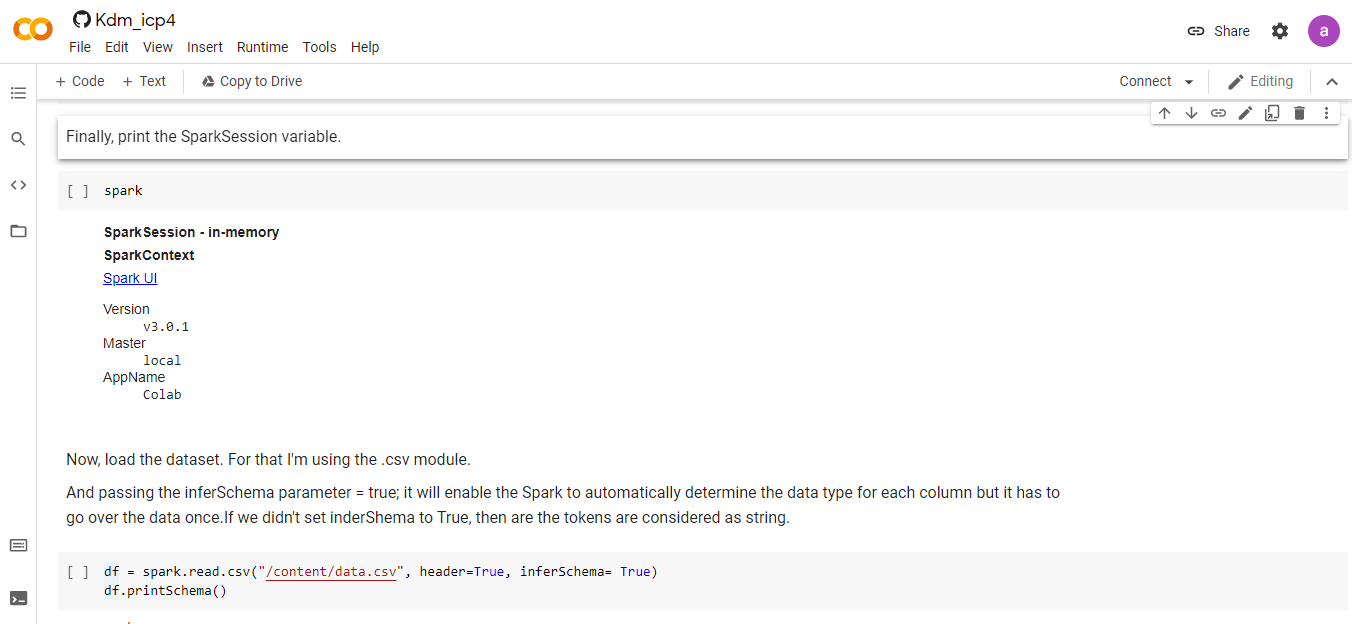 Kdm_icp4
File Edit View Insert Runtime Tools Help
Share
a
+ Code + Text Copy to Drive
Connect
Editing
Finally, print the SparkSession variable.
[ ] spark
SparkSession - in-memory
SparkContext
Spark UI
Version
v3.0.1
Master
local
AppName
Colab
Now, load the dataset. For that I'm using the .csv module.
And passing the inferSchema parameter = true; it will enable the Spark to automatically determine the data type for each column but it has to
go over the data once.If we didn't set inderShema to True, then are the tokens are considered as string.
[ ] df = spark.read.csv("/content/data.csv", header=True, inferSchema= True)
df.printSchema()